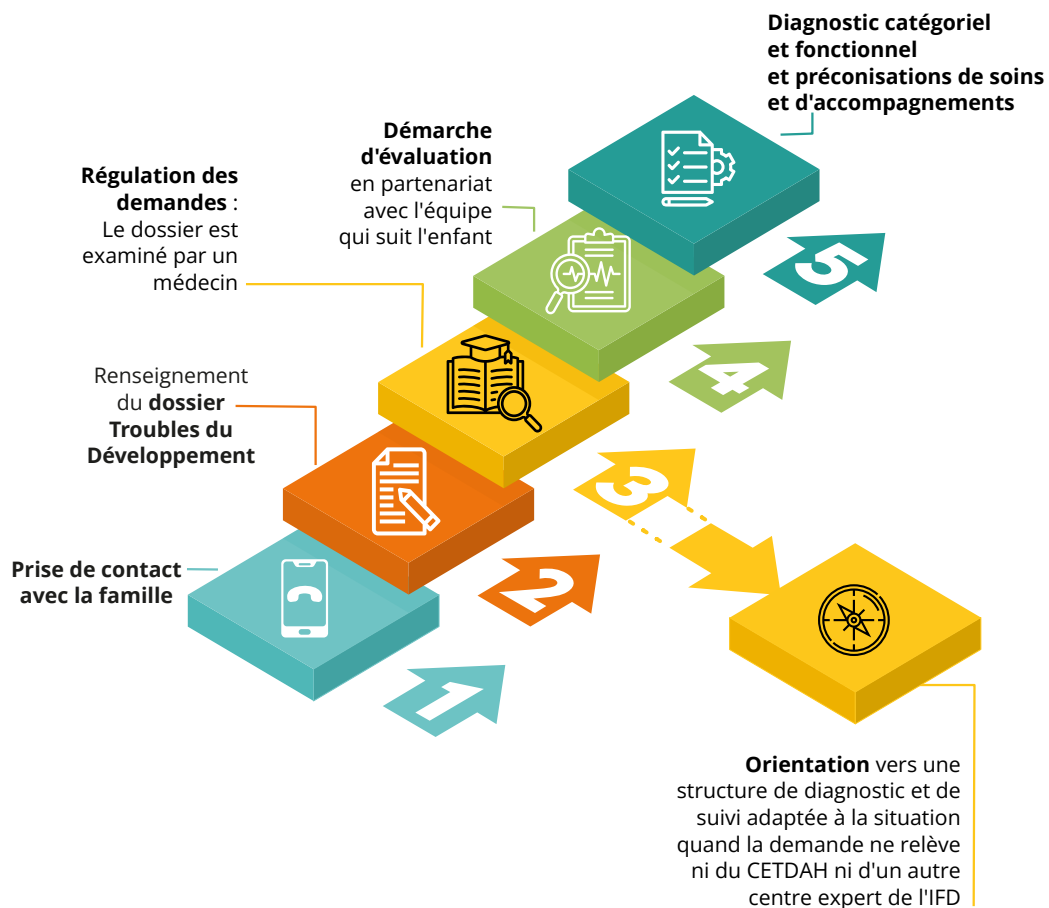 Diagnostic catégoriel
et fonctionnel
et préconisations de soins
et d'accompagnements
Démarche
d'évaluation
en partenariat
avec l'équipe
qui suit l'enfant
Régulation des
demandes :
Le dossier est
examiné par un
médecin
Renseignement
du dossier
Troubles du
Développement
Prise de contact
avec la famille
5
4
3
2
1
Orientation vers une
structure de diagnostic et de
suivi adaptée à la situation
quand la demande ne relève
ni du CETDAH ni d'un autre
centre expert de l'IFD